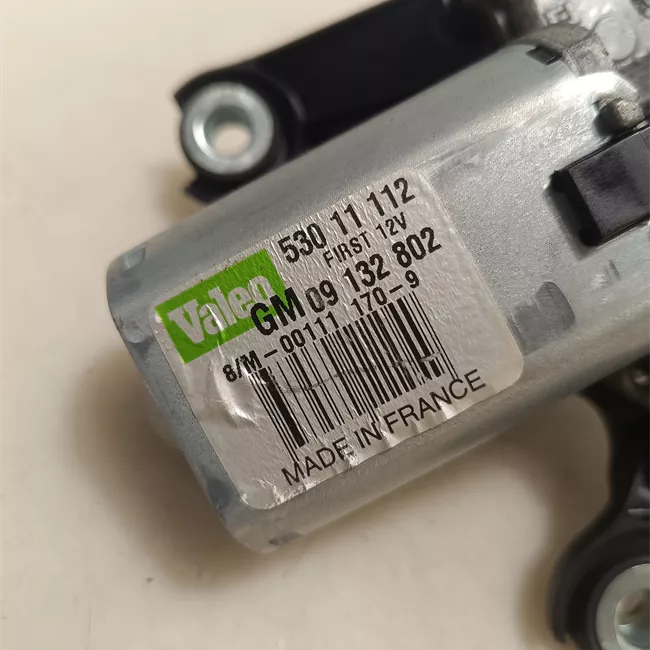 Valeo
530 11 112
FIRST 12V
GM 09 132 802
8/M-00111 170-9
MADE IN FRANCE